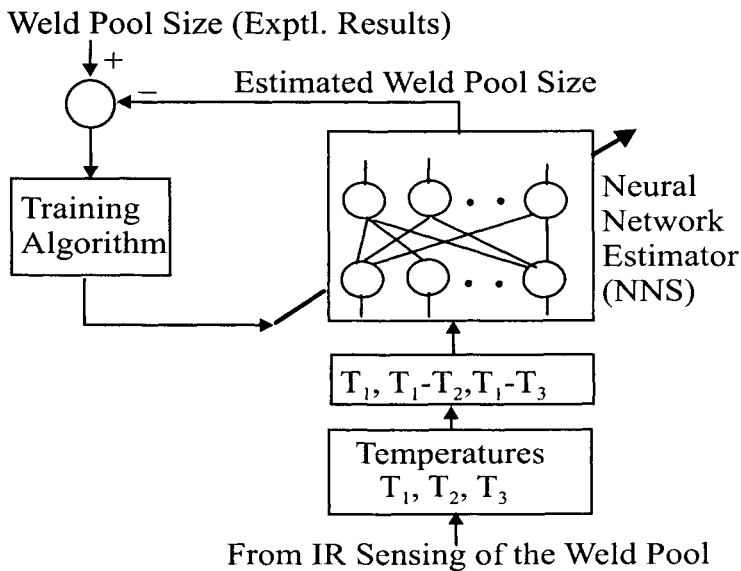 Weld Pool Size (Exptl. Results)
+
−
Estimated Weld Pool Size
Training
Algorithm
Neural
Network
Estimator
(NNS)
T₁, T₁-T₂,T₁-T₃
Temperatures
T₁, T₂, T₃
From IR Sensing of the Weld Pool